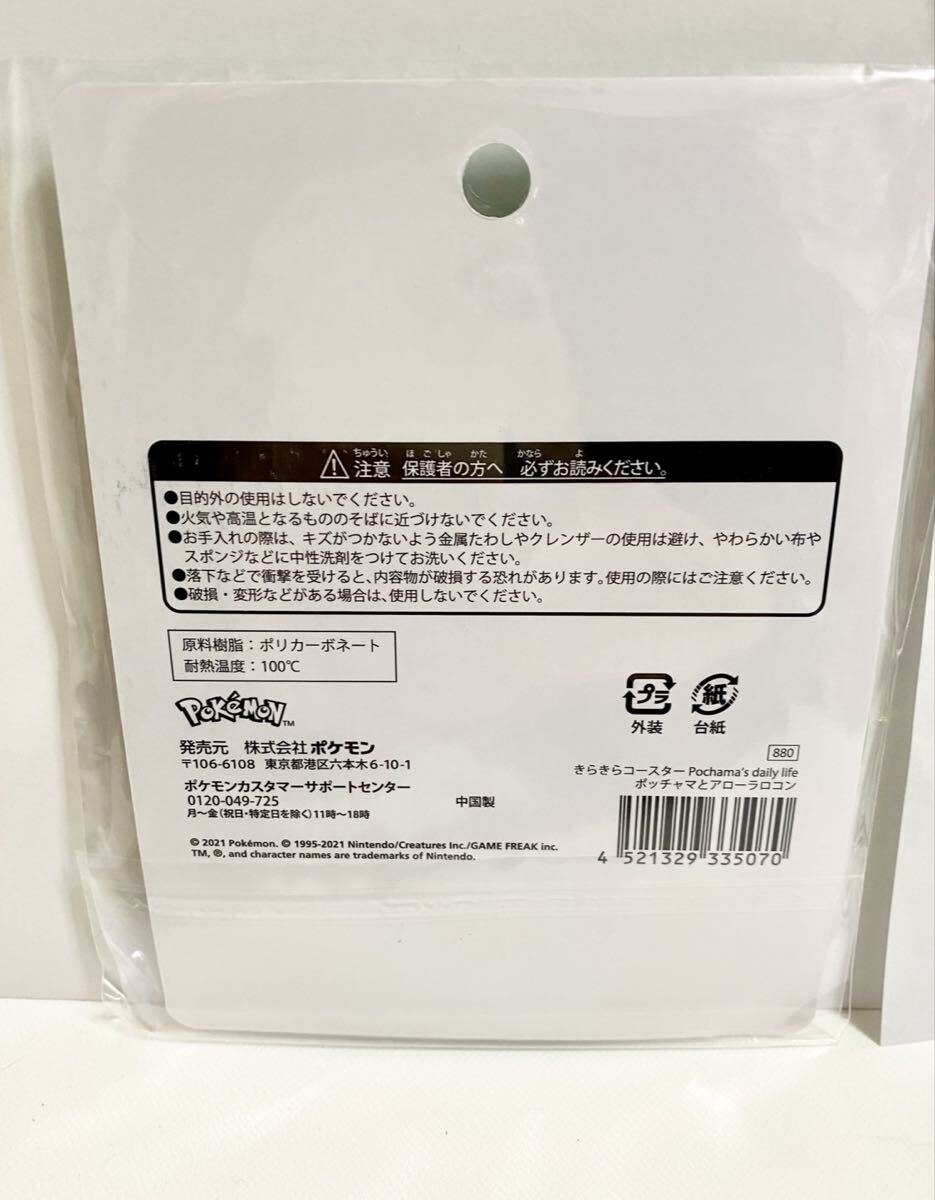 注意 保護者の方へ 必ずお読みください。
ちゅうい ほごしゃ かた かなら よ
●目的外の使用はしないでください。
●火気や高温となるもののそばに近づけないでください。
●お手入れの際は、キズがつかないよう金属たわしやクレンザーの使用は避け、やわらかい布や
スポンジなどに中性洗剤をつけてお洗いください。
●落下などで衝撃を受けると、内容物が破損する恐れがあります。使用の際にはご注意ください。
●破損・変形などがある場合は、使用しないでください。
原料樹脂：ポリカーボネート
耐熱温度：100℃
POKéMON™
プラ 紙
外装 台紙
発売元 株式会社ポケモン
〒106-6108 東京都港区六本木6-10-1
ポケモンカスタマーサポートセンター
0120-049-725
月～金（祝日・特定日を除く）11時～18時
中国製
880
きらきらコースター Pochama's daily life
ポッチャマとアローラロコン
4 521329 335070
© 2021 Pokémon. © 1995-2021 Nintendo/Creatures Inc./GAME FREAK inc.
TM, ®, and character names are trademarks of Nintendo.